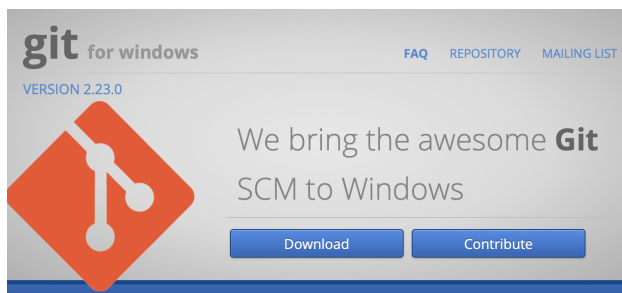 git for windows
FAQ REPOSITORY MAILING LIST
VERSION 2.23.0
We bring the awesome Git
SCM to Windows
Download Contribute